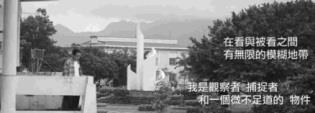 在看與被看之間
有無限的模糊地帶
我是觀察者 捕捉者
和一個微不足道的 物件